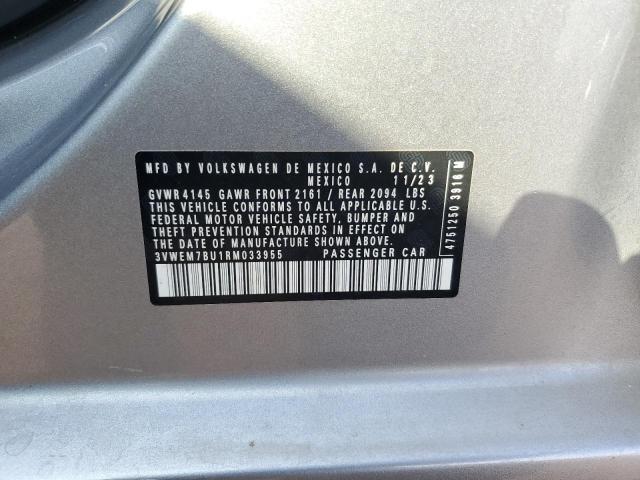 MFD BY VOLKSWAGEN DE MEXICO S.A. DE C.V.
MEXICO 11/23
GVWR 4145 GAWR FRONT 2161 / REAR 2094 LBS
THIS VEHICLE CONFORMS TO ALL APPLICABLE U.S.
FEDERAL MOTOR VEHICLE SAFETY, BUMPER AND
THEFT PREVENTION STANDARDS IN EFFECT ON
THE DATE OF MANUFACTURE SHOWN ABOVE.
3VWEM7BU1RM033955 PASSENGER CAR
4751250 3916 M